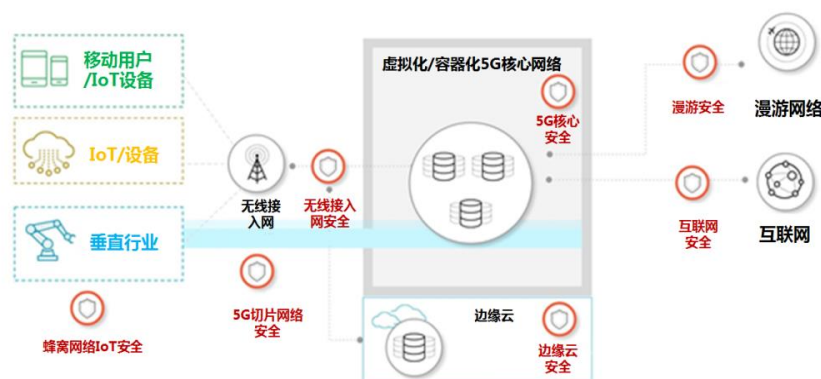 移动用户
/IoT设备
IoT/设备
垂直行业
蜂窝网络IoT安全
无线接
入网
无线接入
网安全
5G切片网络
安全
虚拟化/容器化5G核心网络
5G核心
安全
边缘云
边缘云
安全
漫游安全
漫游网络
互联网
安全
互联网